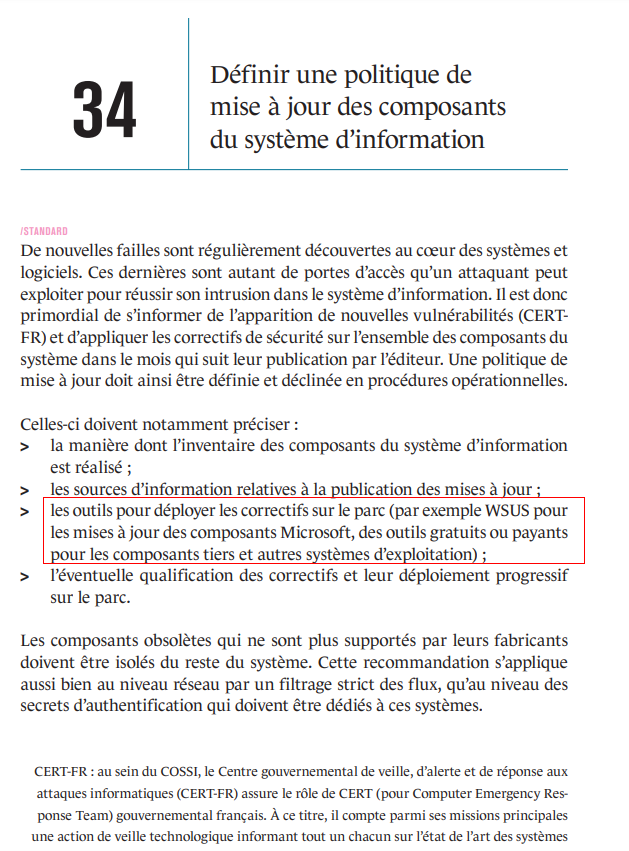 34
Définir une politique de
mise à jour des composants
du système d’information
/STANDARD
De nouvelles failles sont régulièrement découvertes au cœur des systèmes et
logiciels. Ces dernières sont autant de portes d’accès qu’un attaquant peut
exploiter pour réussir son intrusion dans le système d’information. Il est donc
primordial de s’informer de l’apparition de nouvelles vulnérabilités (CERT-
FR) et d’appliquer les correctifs de sécurité sur l’ensemble des composants du
système dans le mois qui suit leur publication par l’éditeur. Une politique de
mise à jour doit ainsi être définie et déclinée en procédures opérationnelles.
Celles-ci doivent notamment préciser :
> la manière dont l’inventaire des composants du système d’information
est réalisé ;
> les sources d’information relatives à la publication des mises à jour ;
> les outils pour déployer les correctifs sur le parc (par exemple WSUS pour
les mises à jour des composants Microsoft, des outils gratuits ou payants
pour les composants tiers et autres systèmes d’exploitation) ;
> l’éventuelle qualification des correctifs et leur déploiement progressif
sur le parc.
Les composants obsolètes qui ne sont plus supportés par leurs fabricants
doivent être isolés du reste du système. Cette recommandation s’applique
aussi bien au niveau réseau par un filtrage strict des flux, qu’au niveau des
secrets d’authentification qui doivent être dédiés à ces systèmes.
CERT-FR : au sein du COSSI, le Centre gouvernemental de veille, d’alerte et de réponse aux
attaques informatiques (CERT-FR) assure le rôle de CERT (pour Computer Emergency Res-
ponse Team) gouvernemental français. À ce titre, il compte parmi ses missions principales
une action de veille technologique informant tout un chacun sur l’état de l’art des systèmes